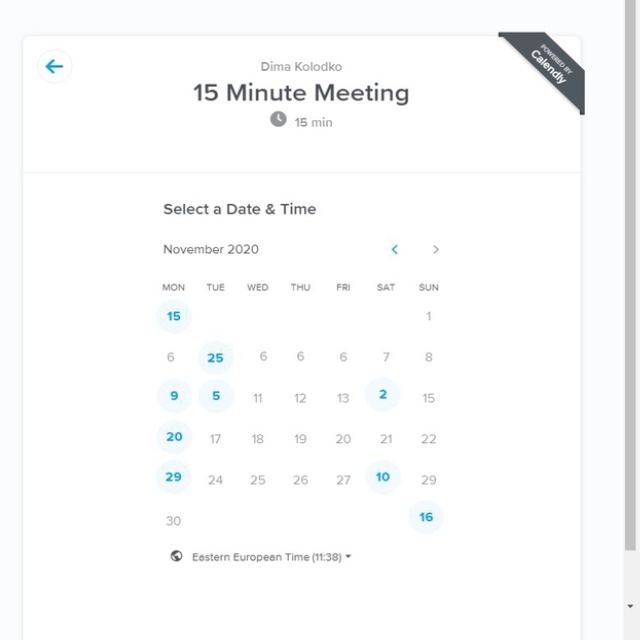 POWERED BY
Calendly
Dima Kolodko
15 Minute Meeting
15 min
Select a Date & Time
November 2020
MON TUE WED THU FRI SAT SUN
15 1
6 25 6 6 6 7 8
9 5 11 12 13 2 15
20 17 18 19 20 21 22
29 24 25 26 27 10 29
30 16
Eastern European Time (11:38)